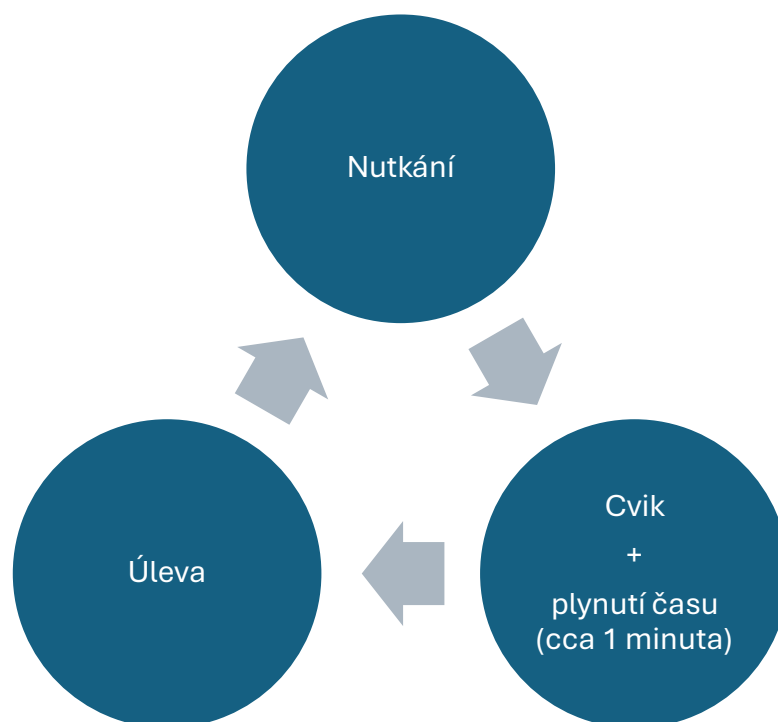 Nutkání
Cvik
+
plynutí času
(cca 1 minuta)
Úleva